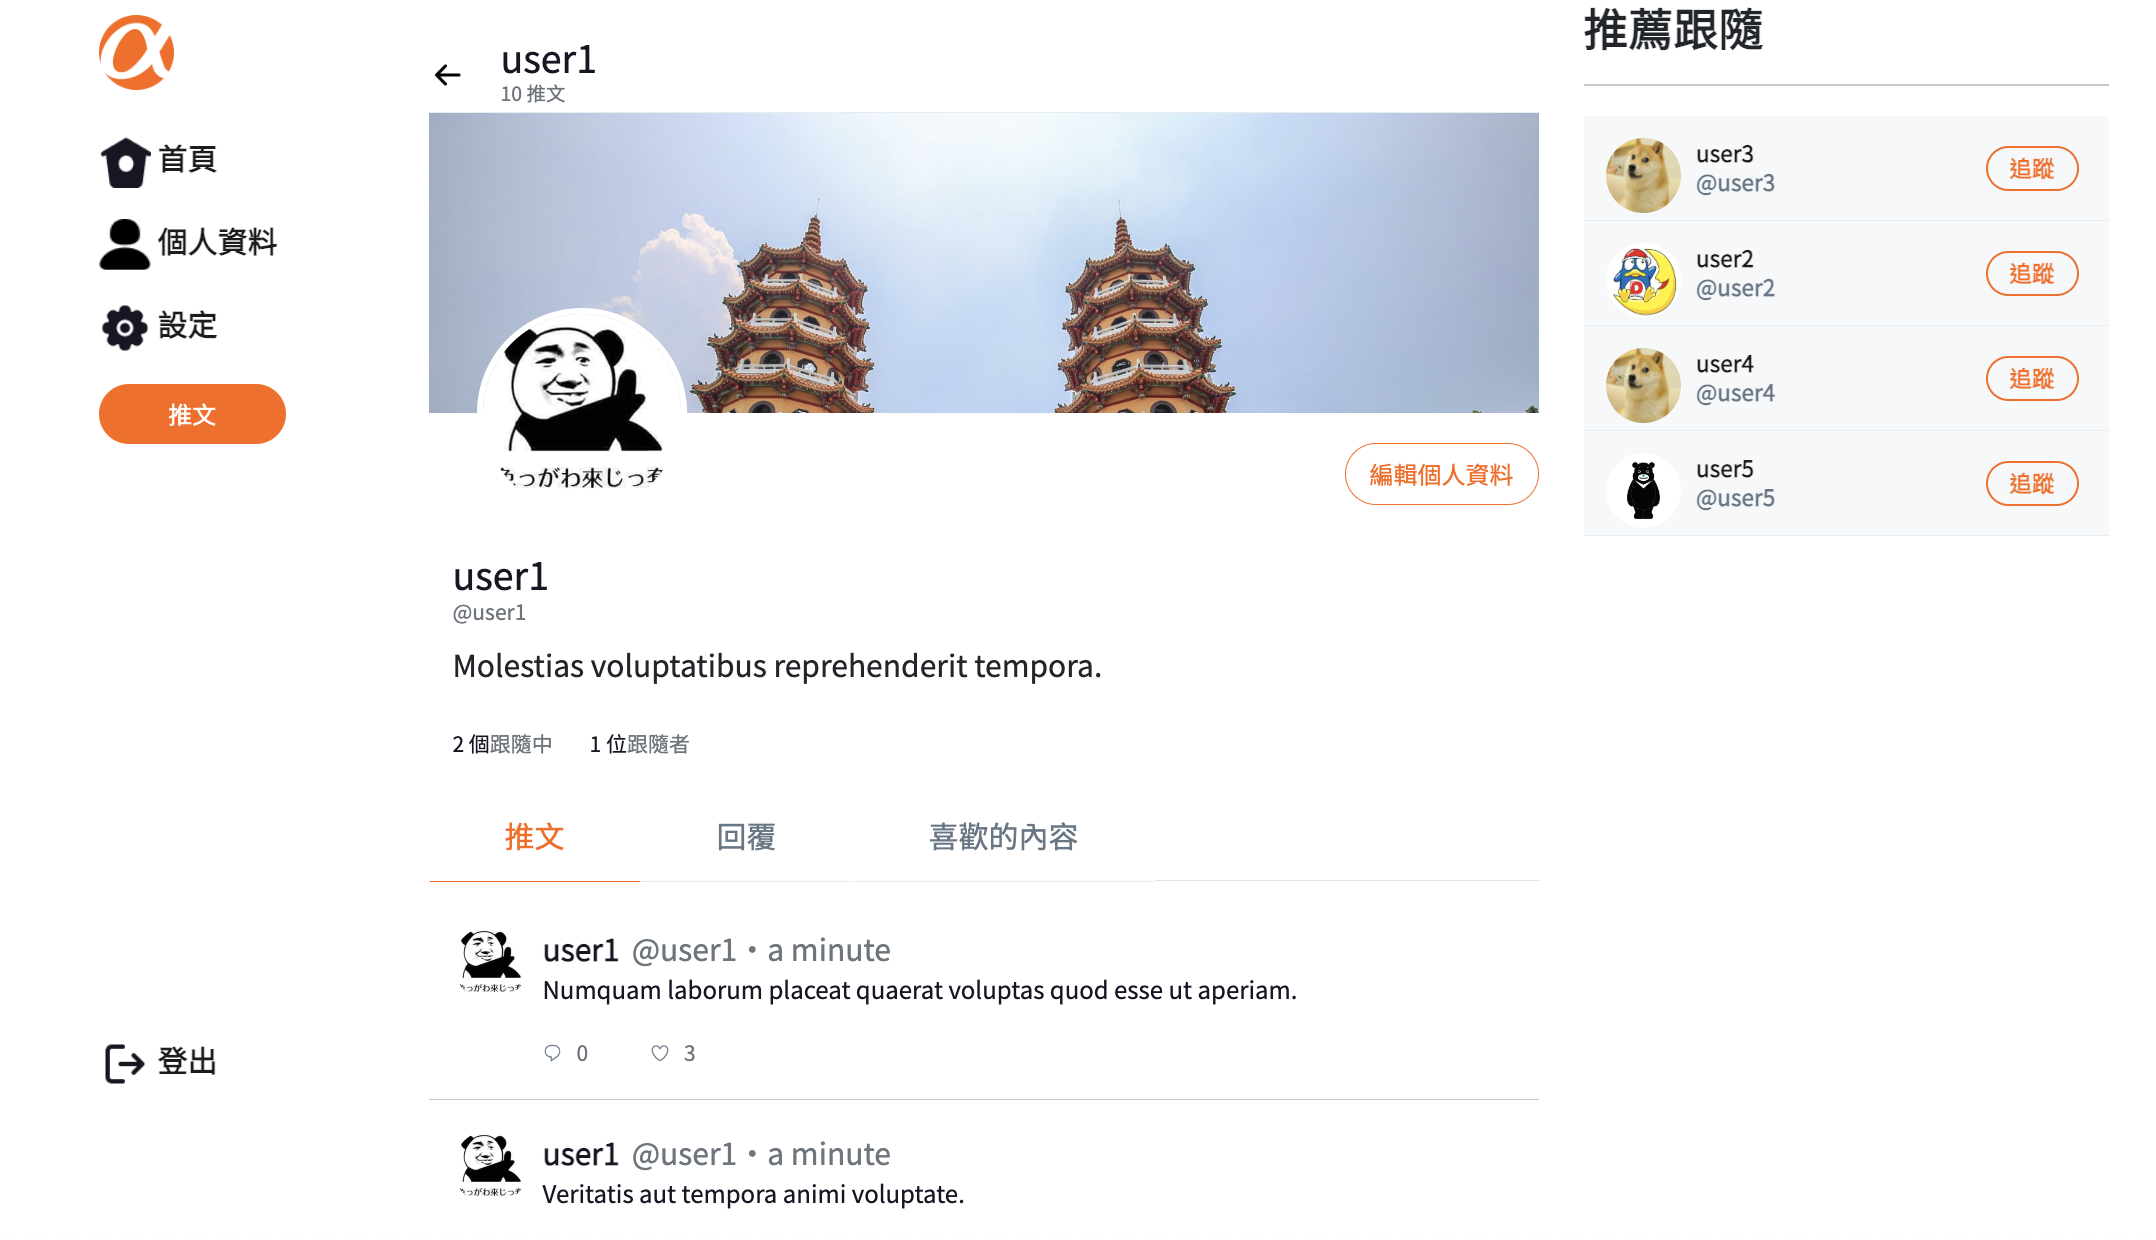 首頁
個人資料
設定
推文
登出
user1
10 推文
っがわ來じっ
編輯個人資料
user1
@user1
Molestias voluptatibus reprehenderit tempora.
2 個跟隨中 1 位跟隨者
推文 回覆 喜歡的內容
user1 @user1・a minute
Numquam laborum placeat quaerat voluptas quod esse ut aperiam.
0 3
user1 @user1・a minute
Veritatis aut tempora animi voluptate.
推薦跟隨
user3
@user3
追蹤
user2
@user2
追蹤
user4
@user4
追蹤
user5
@user5
追蹤